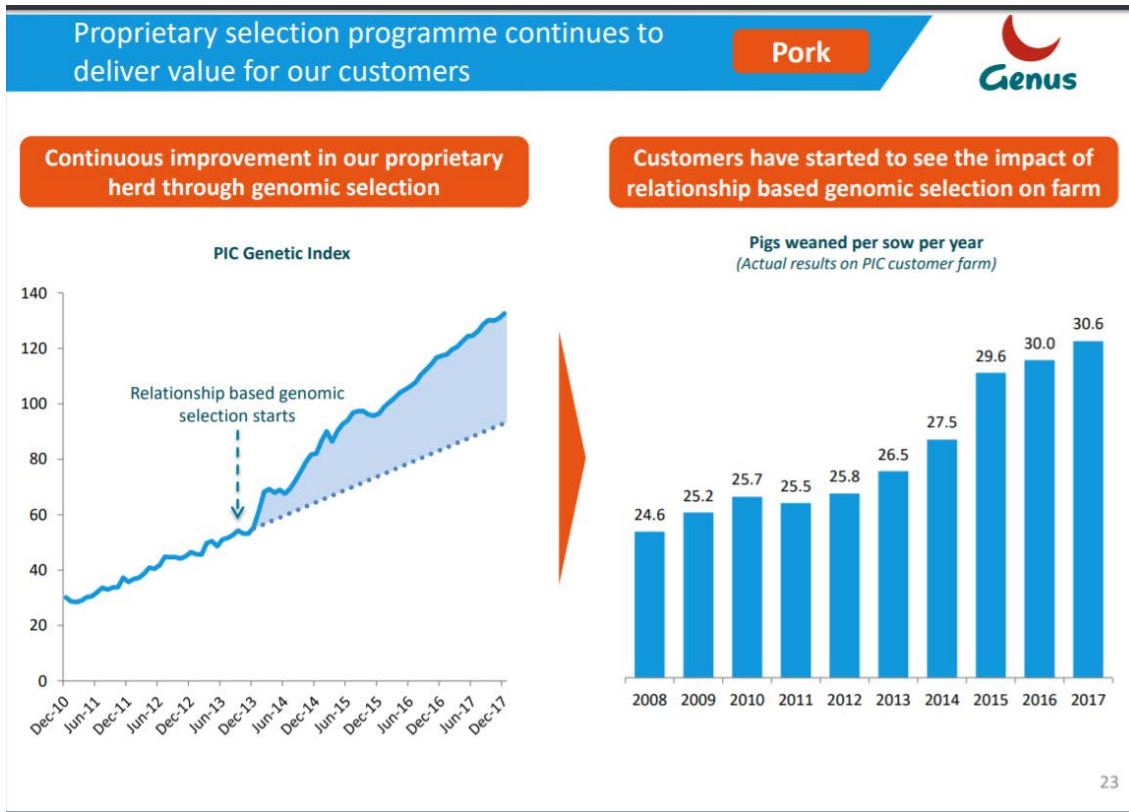 Proprietary selection programme continues to
deliver value for our customers
Pork
Genus
Continuous improvement in our proprietary
herd through genomic selection
PIC Genetic Index
140
120
100
80
60
40
20
0
Relationship based genomic
selection starts
Dec-10
Jun-11
Dec-11
Jun-12
Dec-12
Jun-13
Dec-13
Jun-14
Dec-14
Jun-15
Dec-15
Jun-16
Dec-16
Jun-17
Dec-17
Customers have started to see the impact of
relationship based genomic selection on farm
Pigs weaned per sow per year
(Actual results on PIC customer farm)
24.6
25.2
25.7
25.5
25.8
26.5
27.5
29.6
30.0
30.6
2008 2009 2010 2011 2012 2013 2014 2015 2016 2017
23